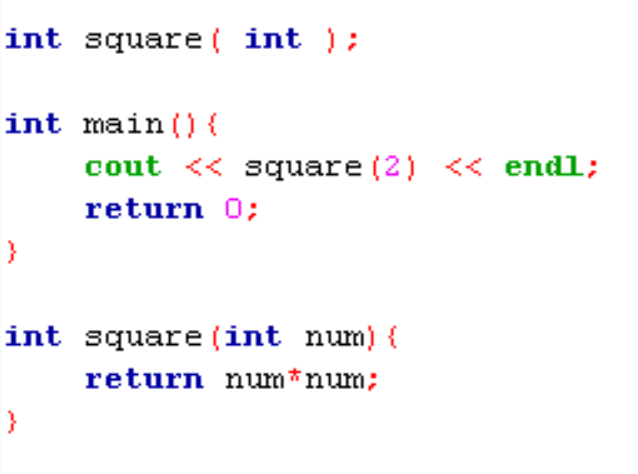 int square( int );
int main(){
cout << square(2) << endl;
return 0;
}
int square(int num){
return num*num;
}